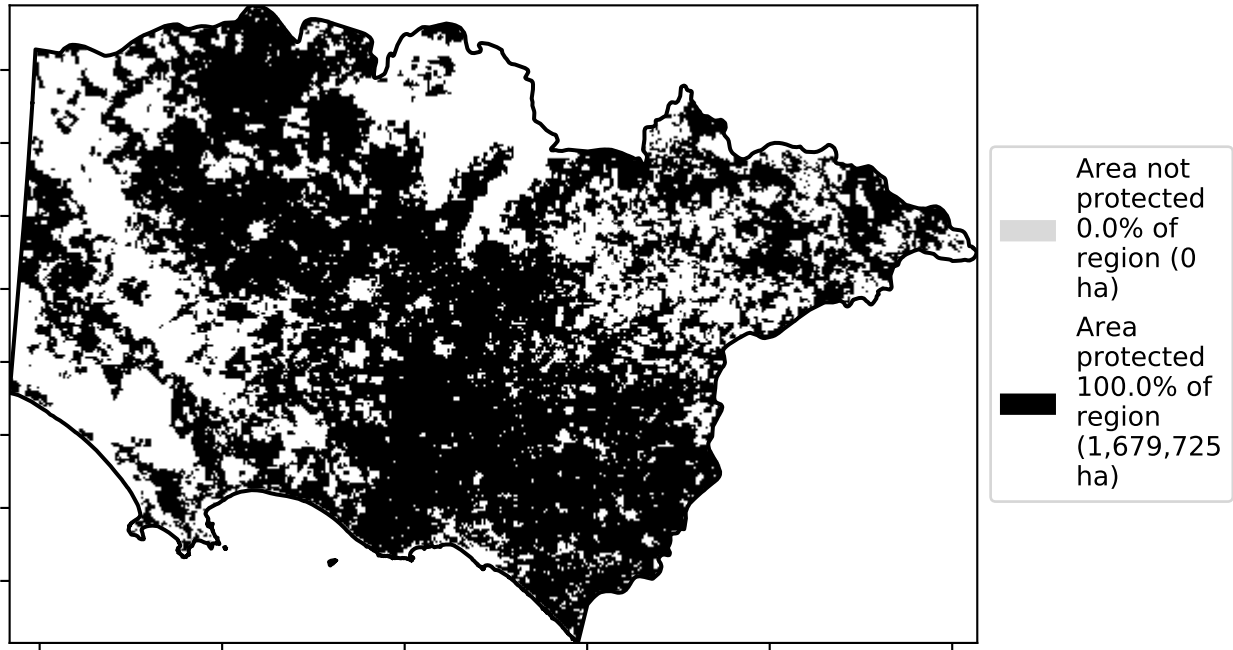 Area not
protected
0.0% of
region (0
ha)
Area
protected
100.0% of
region
(1,679,725
ha)